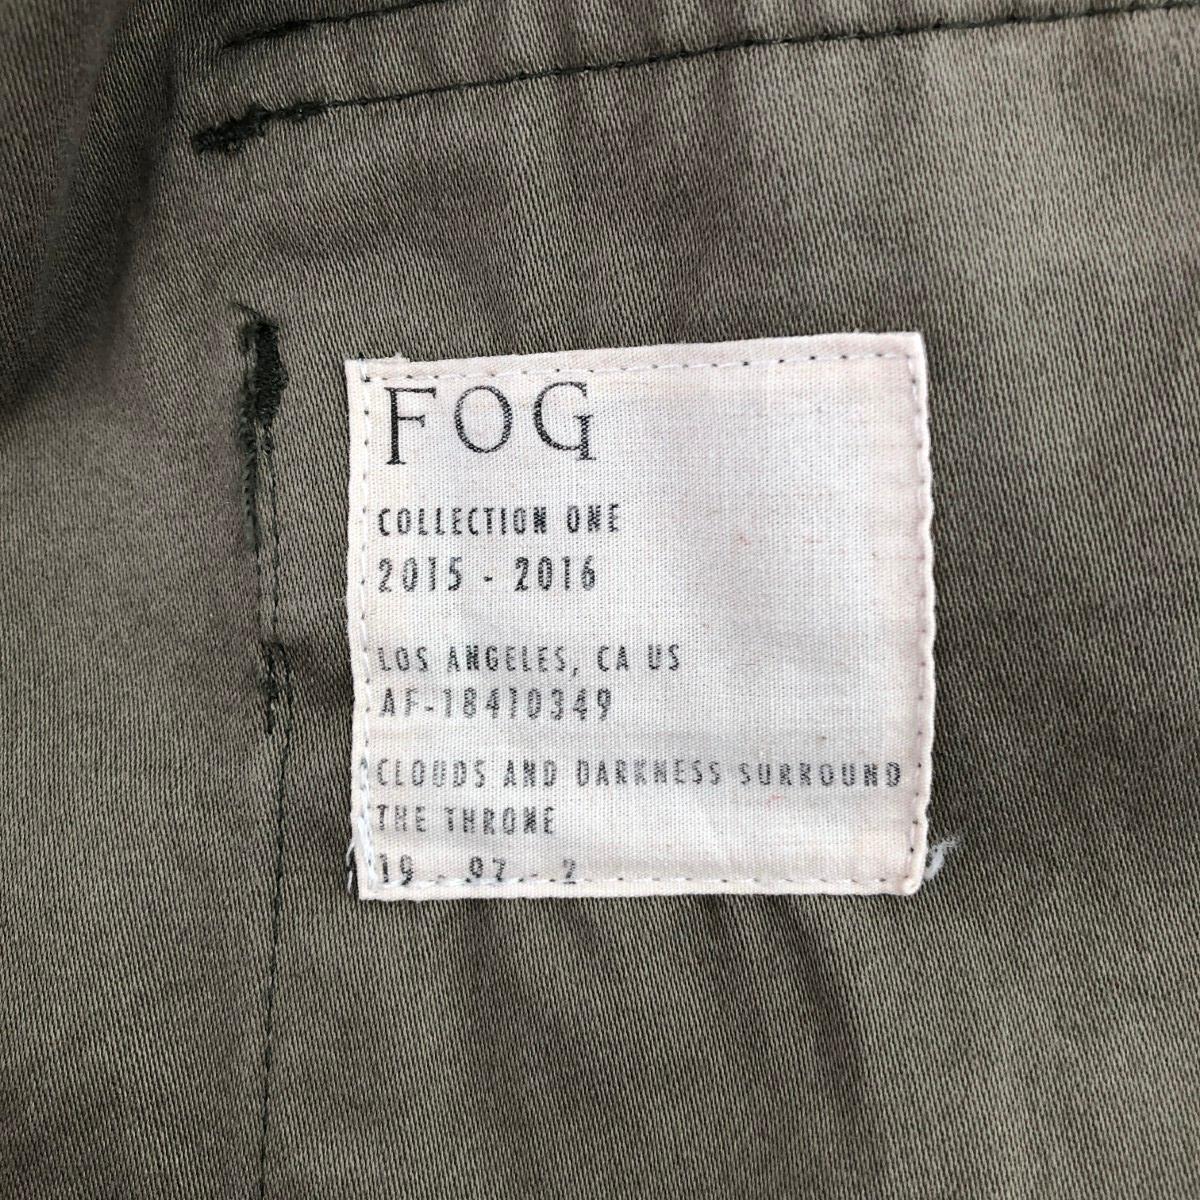 FOG
COLLECTION ONE
2015 - 2016
LOS ANGELES, CA US
AF-18410349
CLOUDS AND DARKNESS SURROUND
THE THRONE
19 - 97 - 2